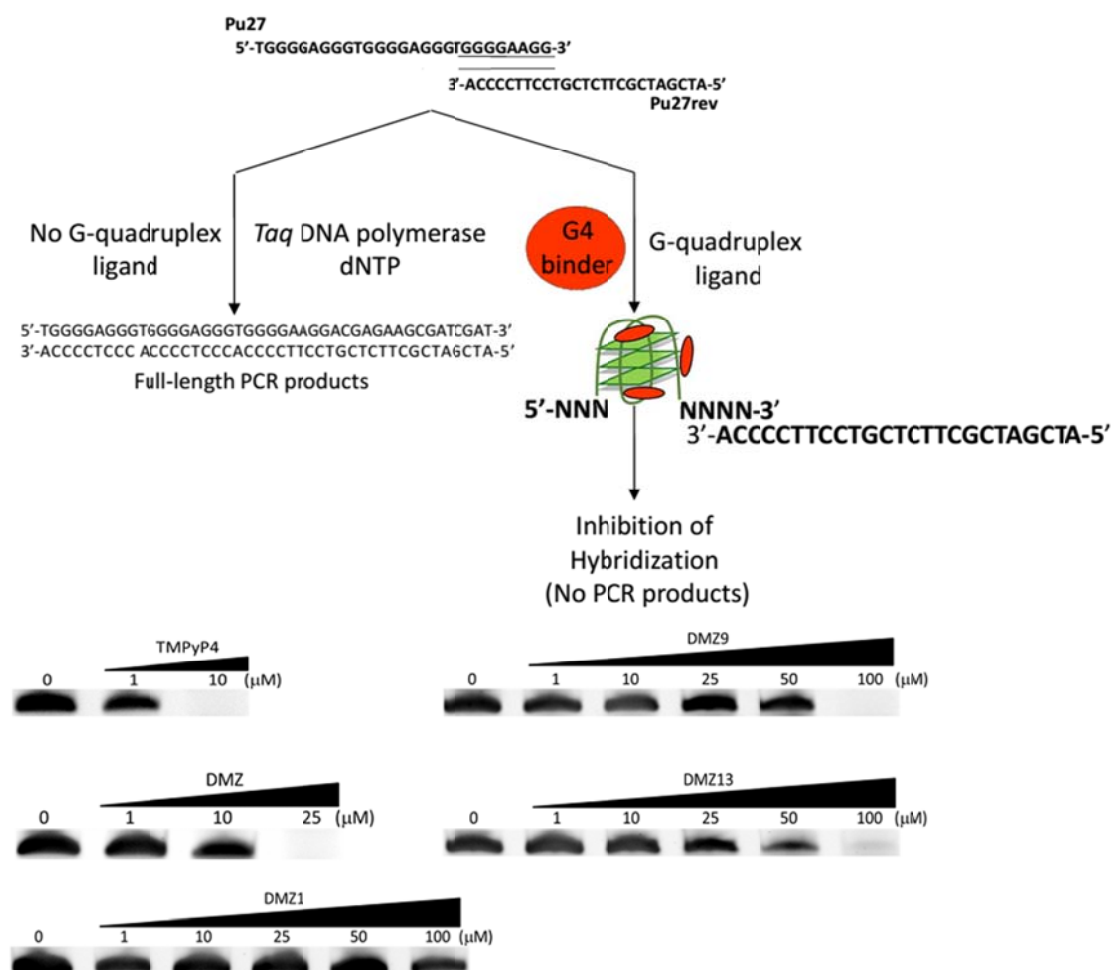 Pu27
5'-TGGGGAGGGTGGGGAGGGTGGGGAAGG-3'
3'-ACCCCTTCCTGCTCTTCGCTAGCTA-5'
Pu27rev
No G-quadruplex
ligand
Taq DNA polymerase
dNTP
G4
binder
G-quadruplex
ligand
5'-TGGGGAGGGTGGGGAGGGTGGGGAAGGACGAGAAGCGATCGAT-3'
3'-ACCCCTCCC ACCCCTCCCACCCCTTCCTGCTCTTCGCTAGCTA-5'
Full-length PCR products
5'-NNN
NNNN-3'
3'-ACCCCTTCCTGCTCTTCGCTAGCTA-5'
Inhibition of
Hybridization
(No PCR products)
TMPyP4
0 1 10 (μM)
DMZ9
0 1 10 25 50 100 (μM)
DMZ
0 1 10 25 (μM)
DMZ13
0 1 10 25 50 100 (μM)
DMZ1
0 1 10 25 50 100 (μM)